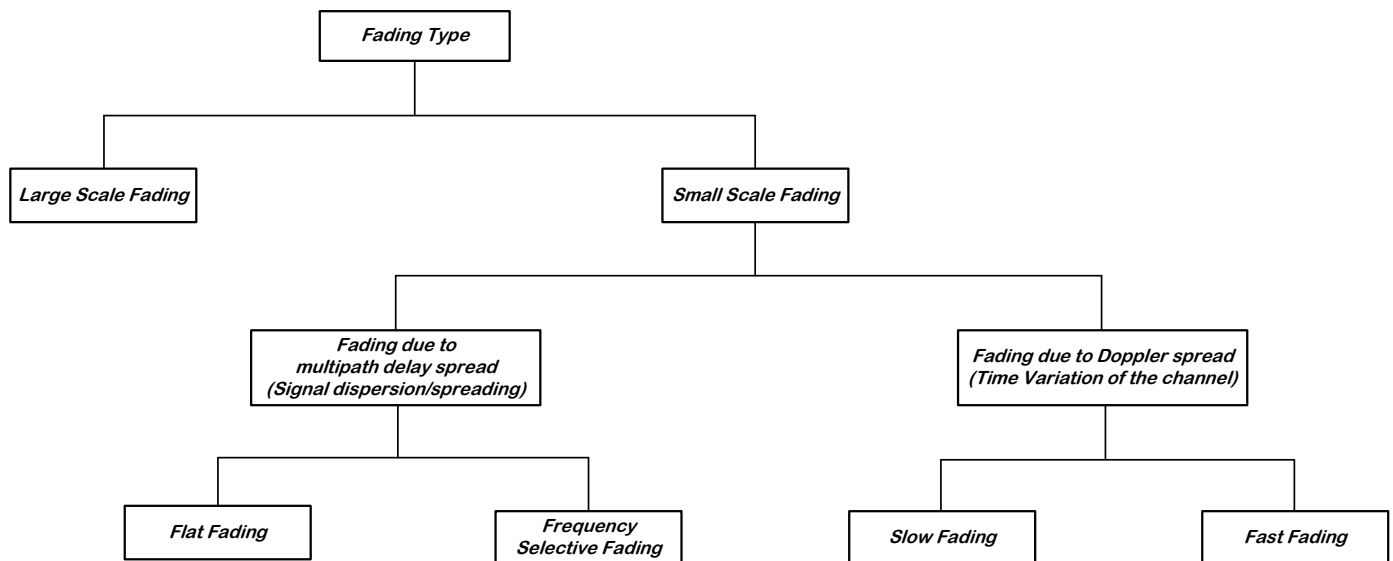 Fading Type
Large Scale Fading
Small Scale Fading
Fading due to
multipath delay spread
(Signal dispersion/spreading)
Fading due to Doppler spread
(Time Variation of the channel)
Flat Fading
Frequency
Selective Fading
Slow Fading
Fast Fading